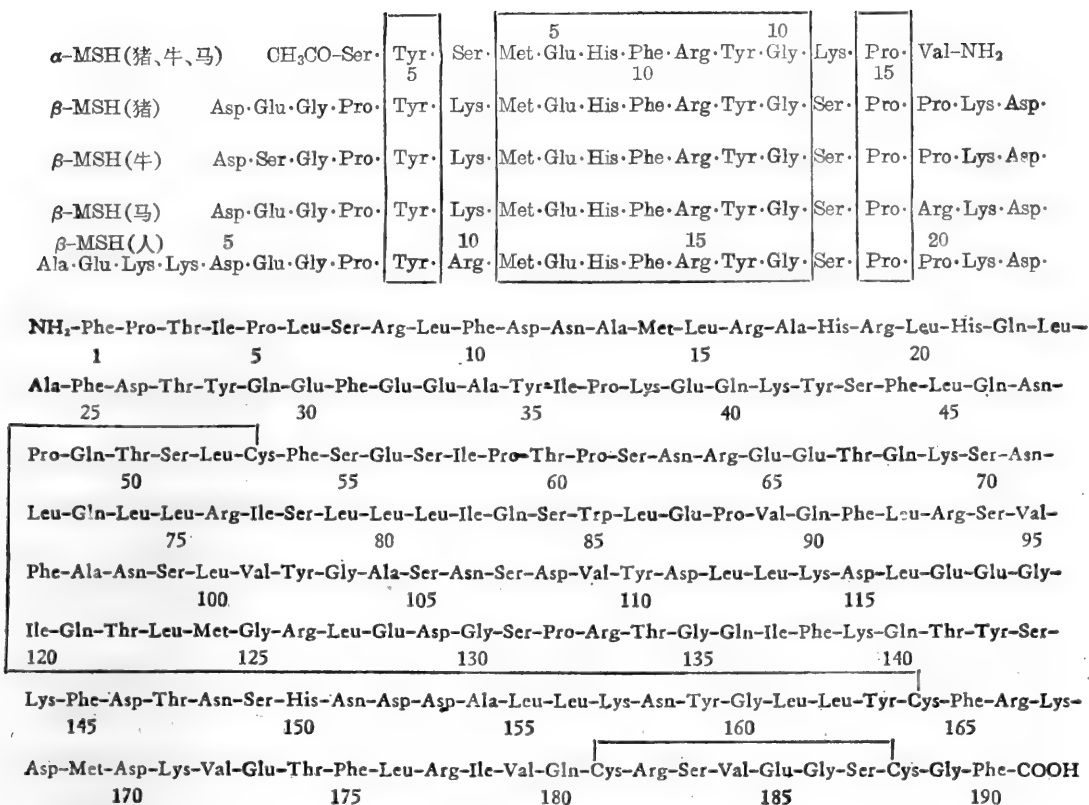 5 10
α-MSH(猪、牛、马) CH₃CO-Ser· Tyr· Ser· Met·Glu·His·Phe·Arg·Tyr·Gly· Lys· Pro· Val-NH₂
5 10 15
β-MSH(猪) Asp·Glu·Gly·Pro· Tyr· Lys· Met·Glu·His·Phe·Arg·Tyr·Gly· Ser· Pro· Pro·Lys·Asp·
β-MSH(牛) Asp·Ser·Gly·Pro· Tyr· Lys· Met·Glu·His·Phe·Arg·Tyr·Gly· Ser· Pro· Pro·Lys·Asp·
β-MSH(马) Asp·Glu·Gly·Pro· Tyr· Lys· Met·Glu·His·Phe·Arg·Tyr·Gly· Ser· Pro· Arg·Lys·Asp·
β-MSH(人) 5 10 15 20
Ala·Glu·Lys·Lys·Asp·Glu·Gly·Pro· Tyr· Arg· Met·Glu·His·Phe·Arg·Tyr·Gly· Ser· Pro· Pro·Lys·Asp·
NH₂-Phe-Pro-Thr-Ile-Pro-Leu-Ser-Arg-Leu-Phe-Asp-Asn-Ala-Met-Leu-Arg-Ala-His-Arg-Leu-His-Gln-Leu-
1 5 10 15 20
Ala-Phe-Asp-Thr-Tyr-Gln-Glu-Phe-Glu-Glu-Ala-Tyr-Ile-Pro-Lys-Glu-Gln-Lys-Tyr-Ser-Phe-Leu-Gln-Asn-
25 30 35 40 45
Pro-Gln-Thr-Ser-Leu-Cys-Phe-Ser-Glu-Ser-Ile-Pro-Thr-Pro-Ser-Asn-Arg-Glu-Glu-Thr-Gln-Lys-Ser-Asn-
50 55 60 65 70
Leu-Gln-Leu-Leu-Arg-Ile-Ser-Leu-Leu-Leu-Ile-Gln-Ser-Trp-Leu-Glu-Pro-Val-Gln-Phe-Leu-Arg-Ser-Val-
75 80 85 90 95
Phe-Ala-Asn-Ser-Leu-Val-Tyr-Gly-Ala-Ser-Asn-Ser-Asp-Val-Tyr-Asp-Leu-Leu-Lys-Asp-Leu-Glu-Glu-Gly-
100 105 110 115
Ile-Gln-Thr-Leu-Met-Gly-Arg-Leu-Glu-Asp-Gly-Ser-Pro-Arg-Thr-Gly-Gln-Ile-Phe-Lys-Gln-Thr-Tyr-Ser-
120 125 130 135 140
Lys-Phe-Asp-Thr-Asn-Ser-His-Asn-Asp-Asp-Ala-Leu-Leu-Lys-Asn-Tyr-Gly-Leu-Leu-Tyr-Cys-Phe-Arg-Lys-
145 150 155 160 165
Asp-Met-Asp-Lys-Val-Glu-Thr-Phe-Leu-Arg-Ile-Val-Gln-Cys-Arg-Ser-Val-Glu-Gly-Ser-Cys-Gly-Phe-COOH
170 175 180 185 190